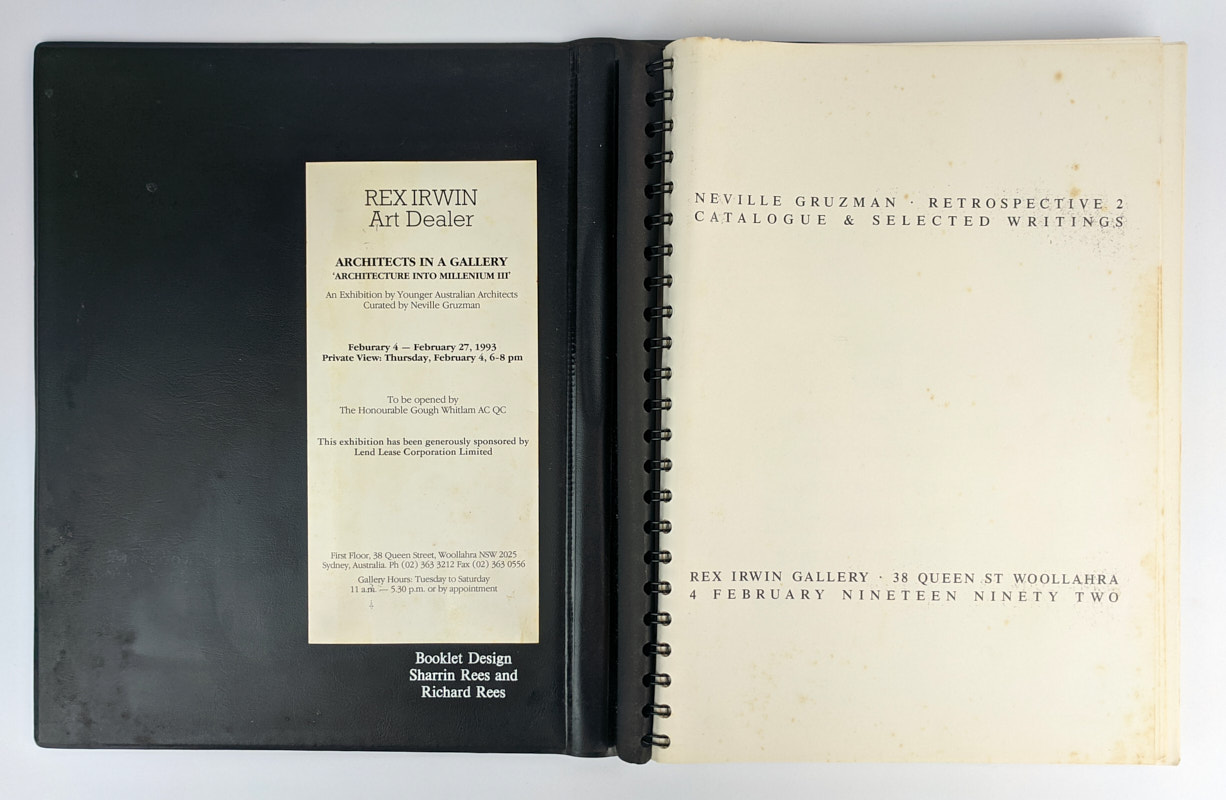 REX IRWIN
Art Dealer
ARCHITECTS IN A GALLERY
'ARCHITECTURE INTO MILLENIUM III'
An Exhibition by Younger Australian Architects
Curated by Neville Gruzman
Feburary 4 — February 27, 1993
Private View: Thursday, February 4, 6-8 pm
To be opened by
The Honourable Gough Whitlam AC QC
This exhibition has been generously sponsored by
Lend Lease Corporation Limited
First Floor, 38 Queen Street, Woollahra NSW 2025
Sydney, Australia. Ph (02) 363 3212 Fax (02) 363 0556
Gallery Hours: Tuesday to Saturday
11 a.m. — 5.30 p.m. or by appointment
Booklet Design
Sharrin Rees and
Richard Rees
NEVILLE GRUZMAN · RETROSPECTIVE 2
CATALOGUE & SELECTED WRITINGS
REX IRWIN GALLERY · 38 QUEEN ST WOOLLAHRA
4 FEBRUARY NINETEEN NINETY TWO